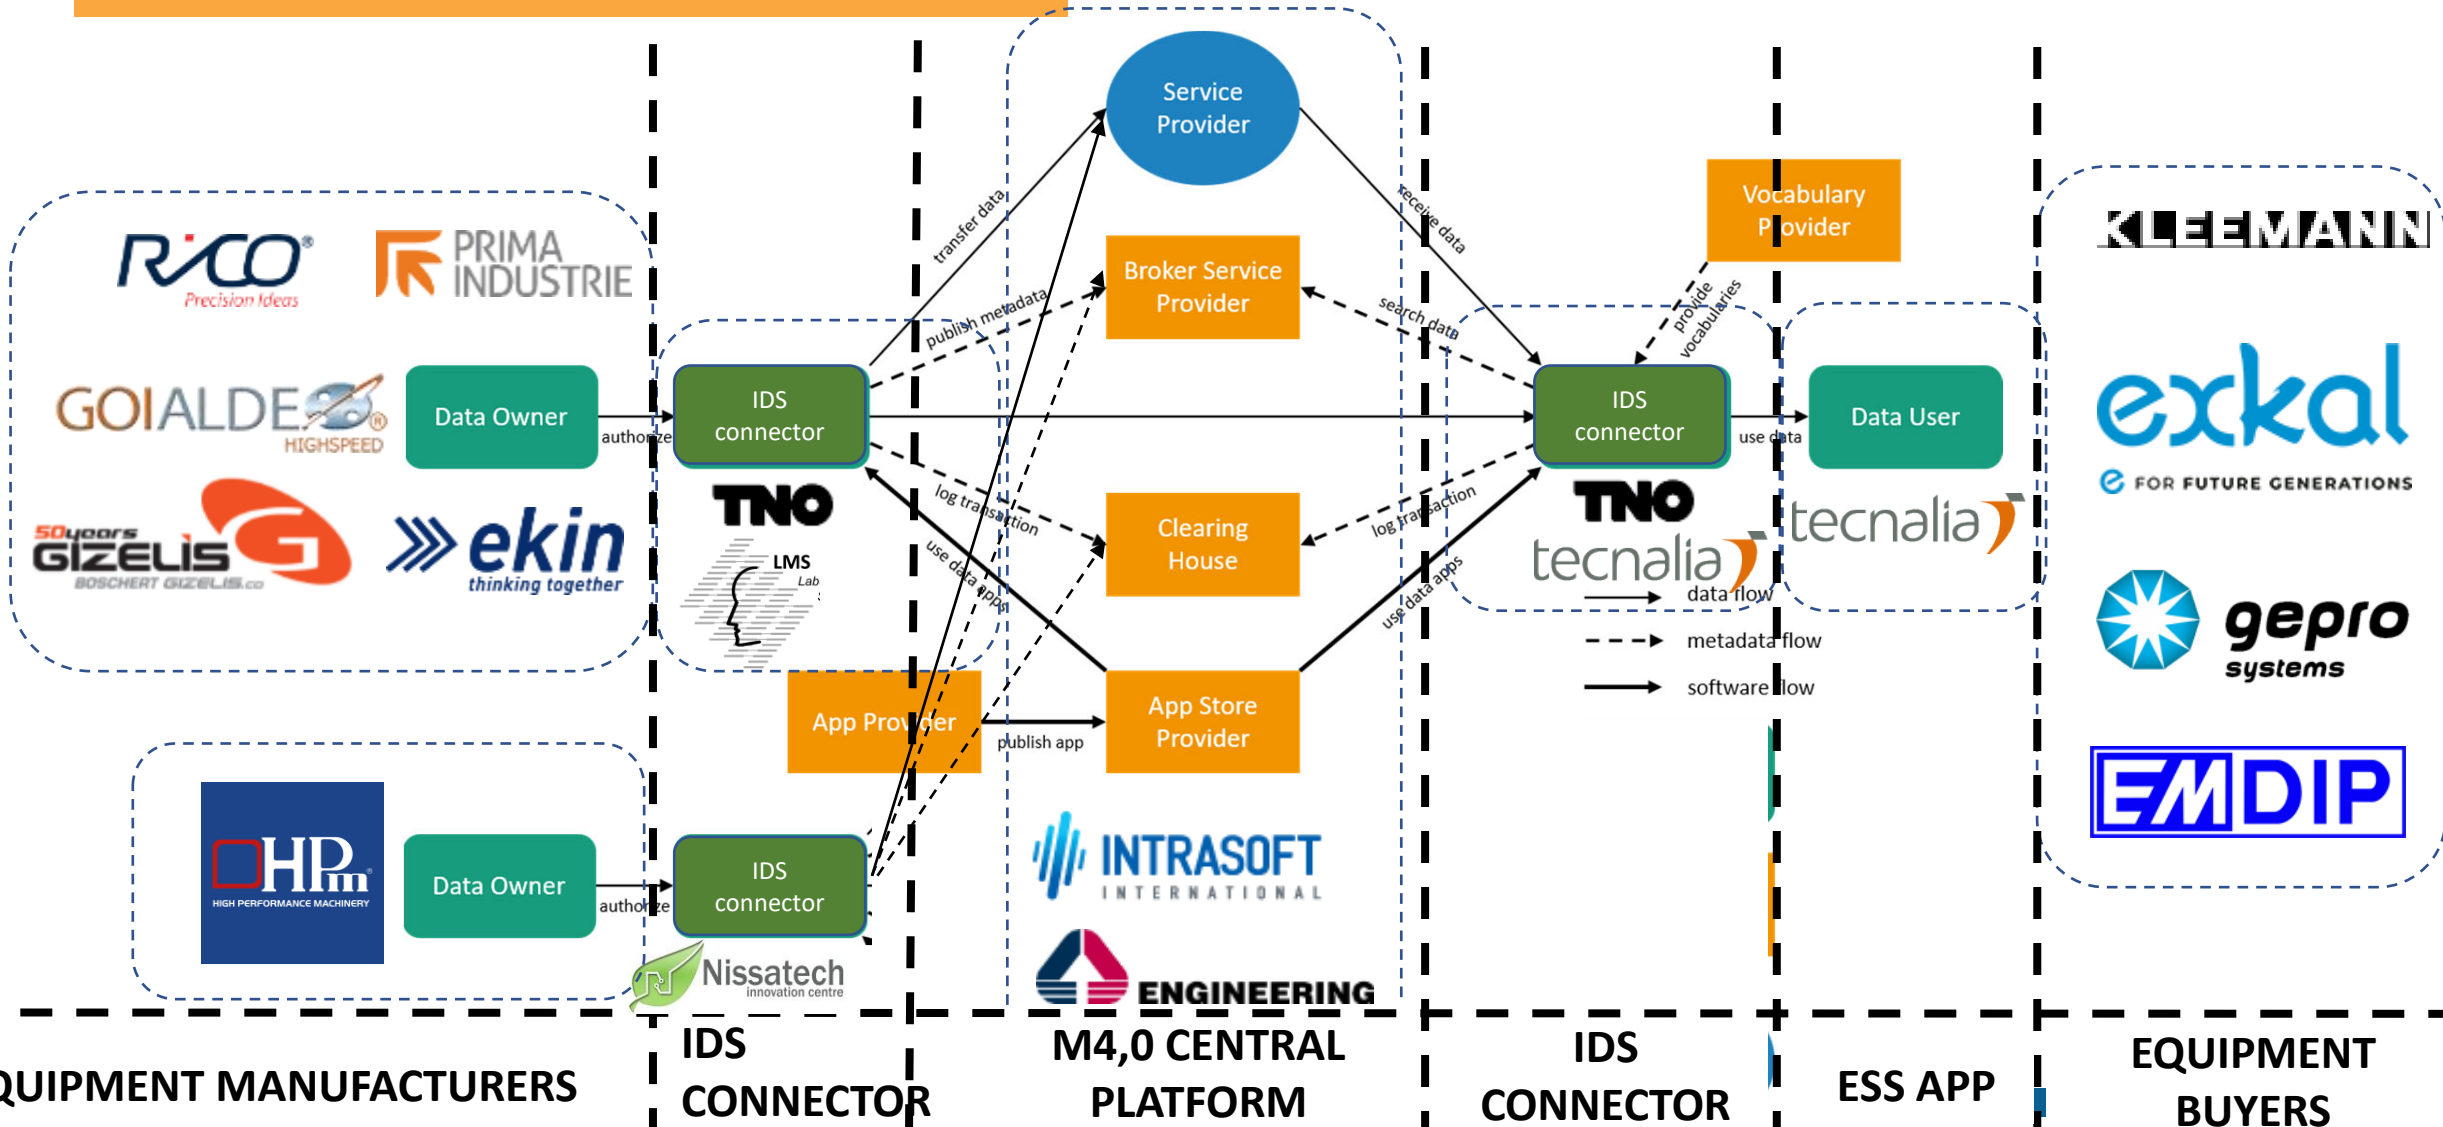 Service
Provider
transfer data
receive data
Vocabulary
Provider
RiCO®
Precision Ideas
PRIMA
INDUSTRIE
KLEEMANN
Broker Service
Provider
publish metadata
search data
provide
vocabularies
GOIALDE®
HIGHSPEED
Data Owner
authorize
IDS
connector
IDS
connector
use data
Data User
exkal
e FOR FUTURE GENERATIONS
50years
GIZELIS
BOSCHERT GIZELIS.CO
ekin
thinking together
TNO
LMS
Lab
log transaction
Clearing
House
log transaction
TNO
tecnalia
tecnalia
use data apps
use data apps
data flow
metadata flow
software flow
gepro
systems
App Provider
publish app
App Store
Provider
EMDIP
HPm®
HIGH PERFORMANCE MACHINERY
Data Owner
authorize
IDS
connector
Nissatech
innovation centre
INTRASOFT
INTERNATIONAL
ENGINEERING
QUIPMENT MANUFACTURERS
IDS
CONNECTOR
M4,0 CENTRAL
PLATFORM
IDS
CONNECTOR
ESS APP
EQUIPMENT
BUYERS